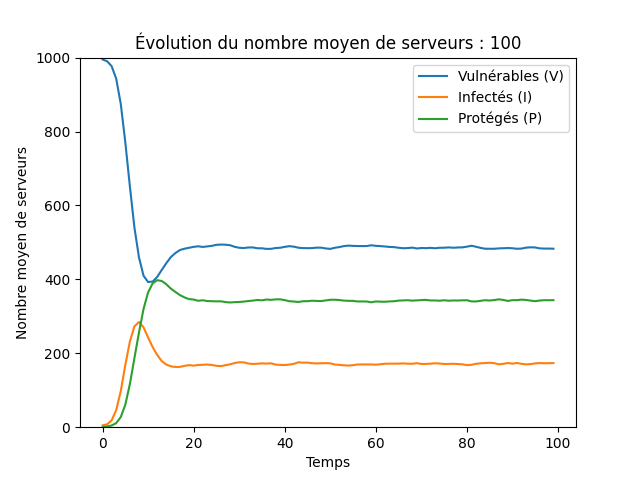 Évolution du nombre moyen de serveurs : 100
1000
800
600
400
200
0
Nombre moyen de serveurs
Vulnérables (V)
Infectés (I)
Protégés (P)
0 20 40 60 80 100
Temps